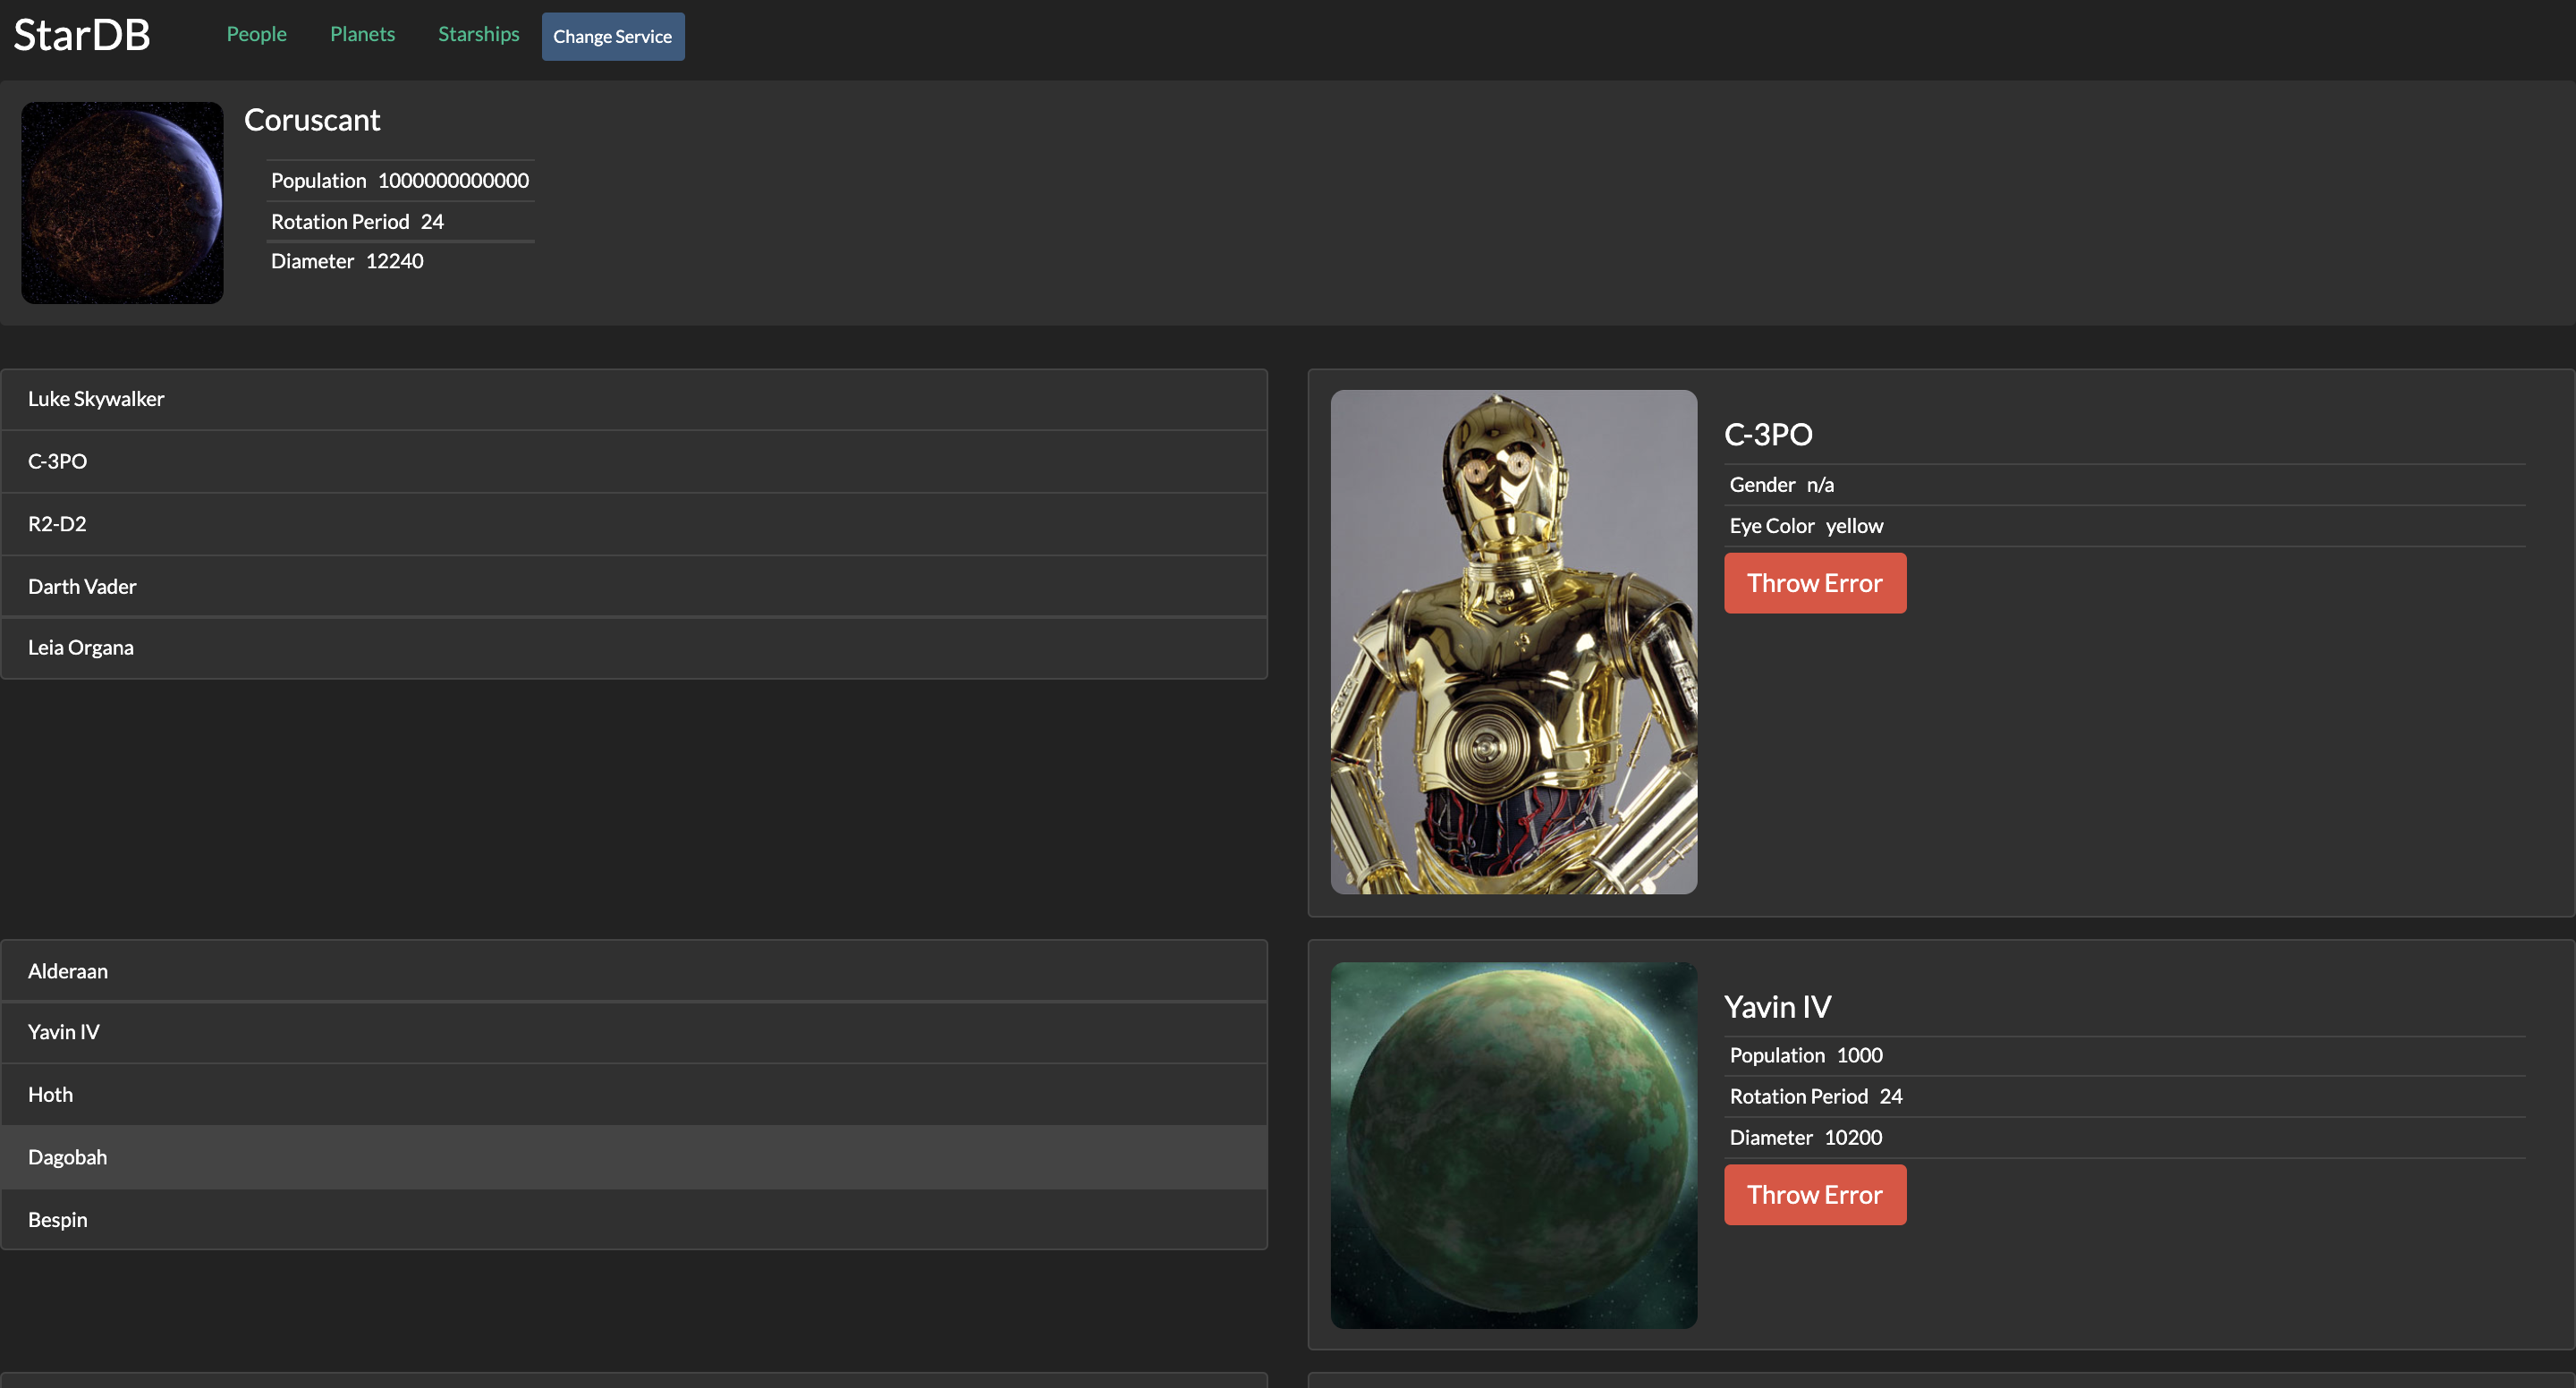 StarDB People Planets Starships Change Service
Coruscant
Population 1000000000000
Rotation Period 24
Diameter 12240
Luke Skywalker
C-3PO
R2-D2
Darth Vader
Leia Organa
C-3PO
Gender n/a
Eye Color yellow
Throw Error
Alderaan
Yavin IV
Hoth
Dagobah
Bespin
Yavin IV
Population 1000
Rotation Period 24
Diameter 10200
Throw Error